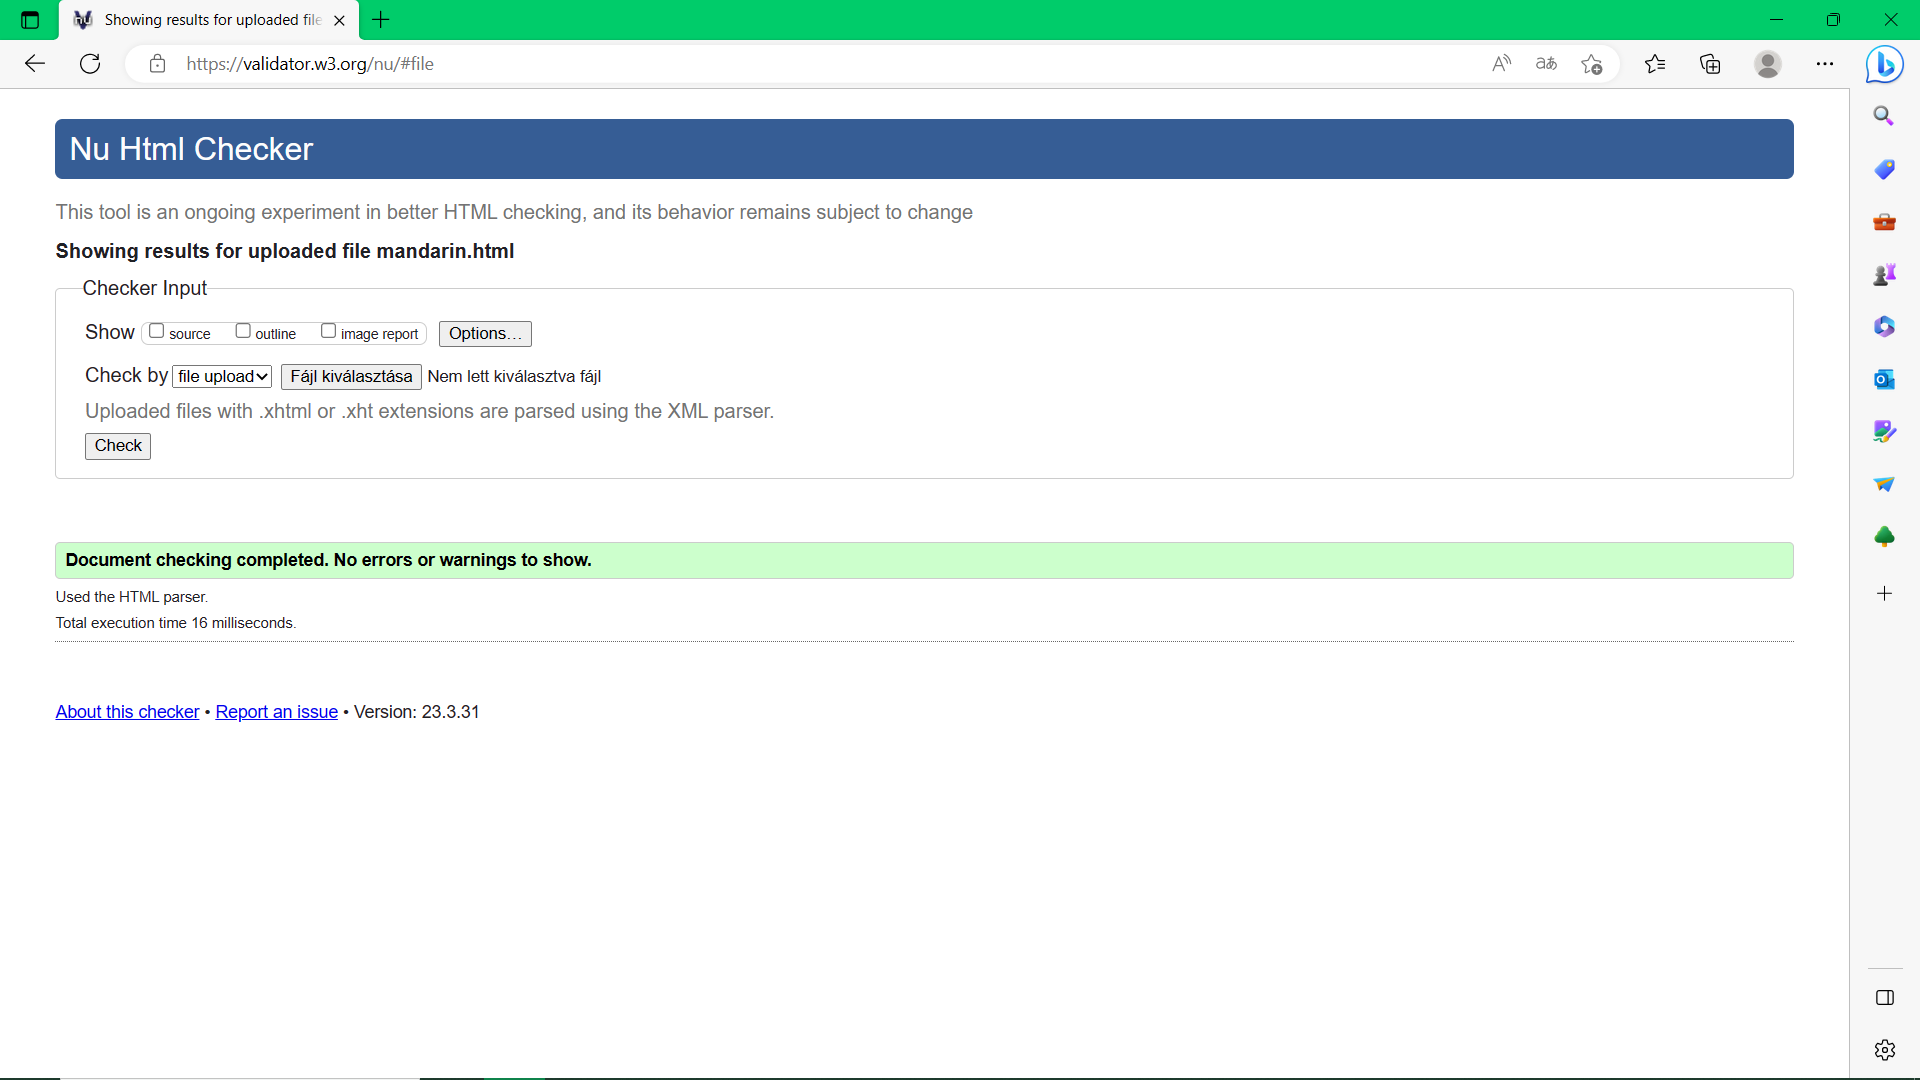 Showing results for uploaded file
https://validator.w3.org/nu/#file
Nu Html Checker
This tool is an ongoing experiment in better HTML checking, and its behavior remains subject to change
Showing results for uploaded file mandarin.html
Checker Input
Show source outline image report Options...
Check by file upload Fájl kiválasztása Nem lett kiválasztva fájl
Uploaded files with .xhtml or .xht extensions are parsed using the XML parser.
Check
Document checking completed. No errors or warnings to show.
Used the HTML parser.
Total execution time 16 milliseconds.
About this checker • Report an issue • Version: 23.3.31